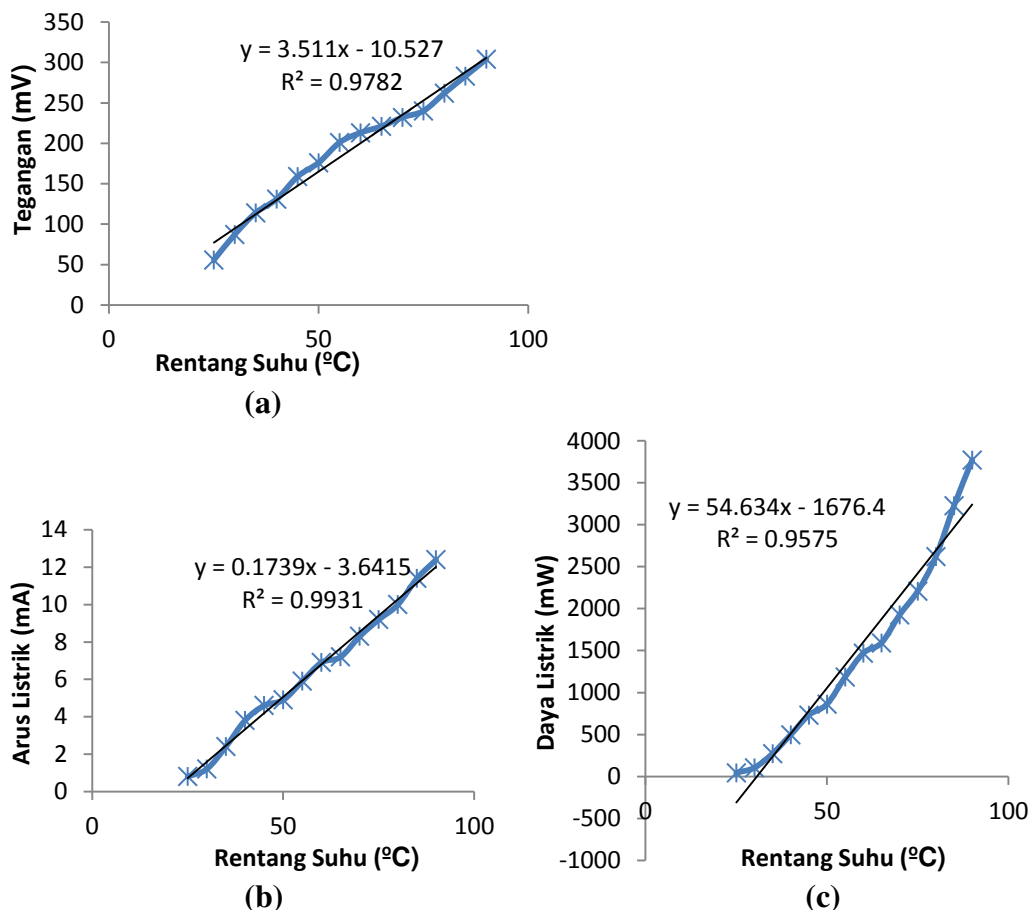 350
300
250
200
150
100
50
0
Tegangan (mV)
y = 3.511x - 10.527
R² = 0.9782
0 50 100
Rentang Suhu (ºC)
(a)
14
12
10
8
6
4
2
0
Arus Listrik (mA)
y = 0.1739x - 3.6415
R² = 0.9931
0 50 100
Rentang Suhu (ºC)
(b)
4000
3500
3000
2500
2000
1500
1000
500
0
-500
-1000
Daya Listrik (mW)
y = 54.634x - 1676.4
R² = 0.9575
0 50 100
Rentang Suhu (ºC)
(c)